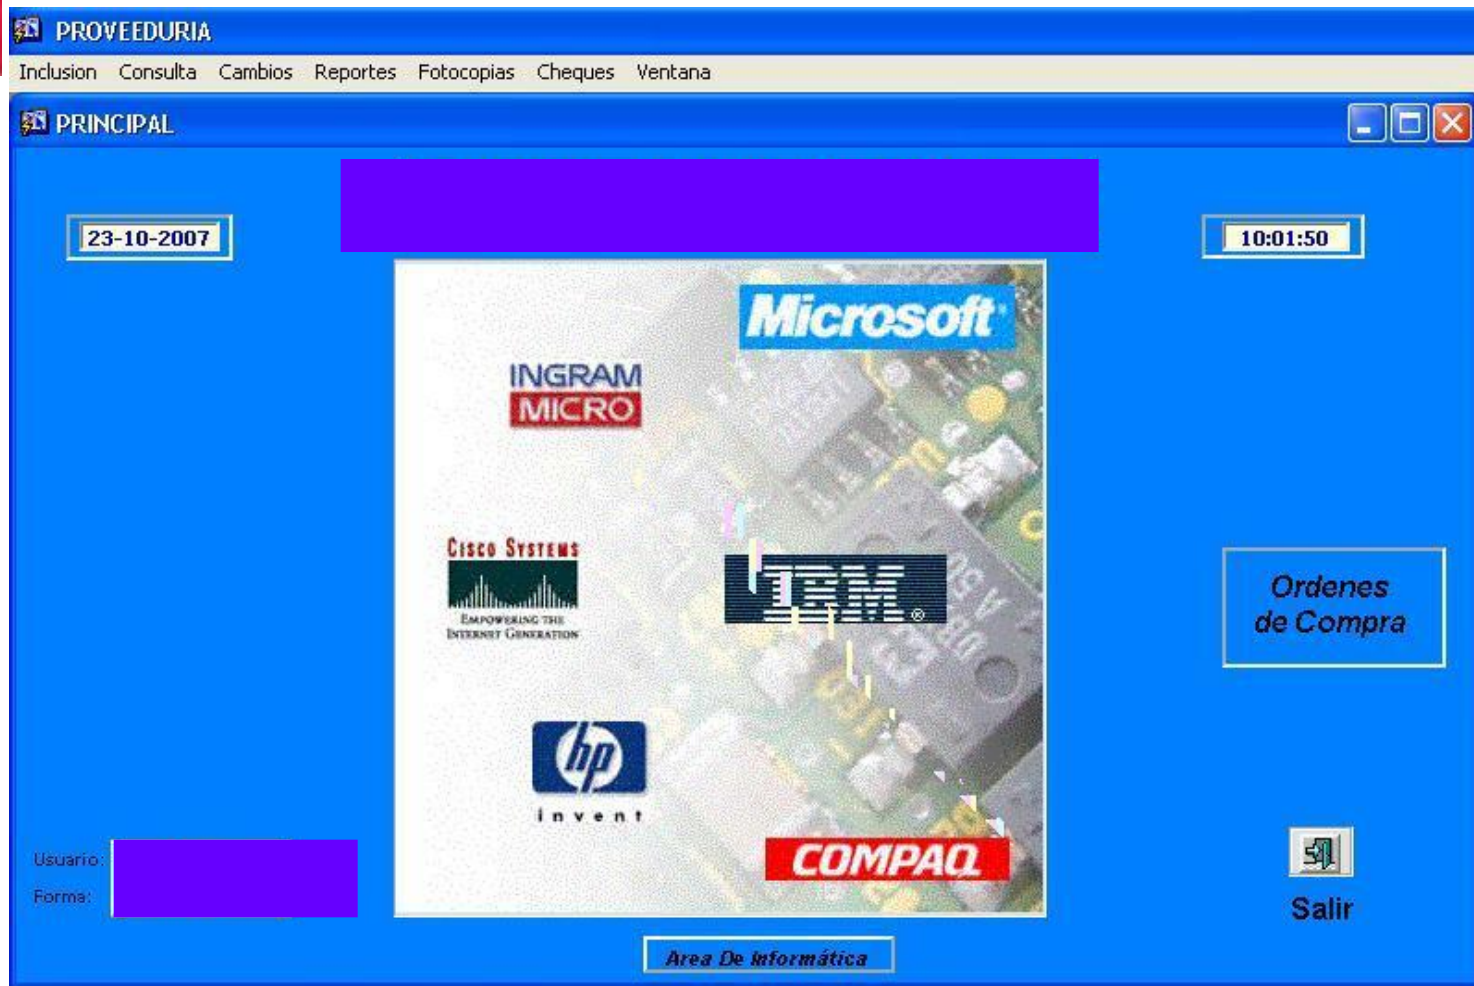 PROVEEDURIA
Inclusion Consulta Cambios Reportes Fotocopias Cheques Ventana
PRINCIPAL
23-10-2007
10:01:50
Microsoft®
INGRAM
MICRO
CISCO SYSTEMS
EMPOWERING THE
INTERNET GENERATION
IBM®
Ordenes
de Compra
hp
invent
COMPAQ
Usuario:
Forma:
Salir
Area De Informática